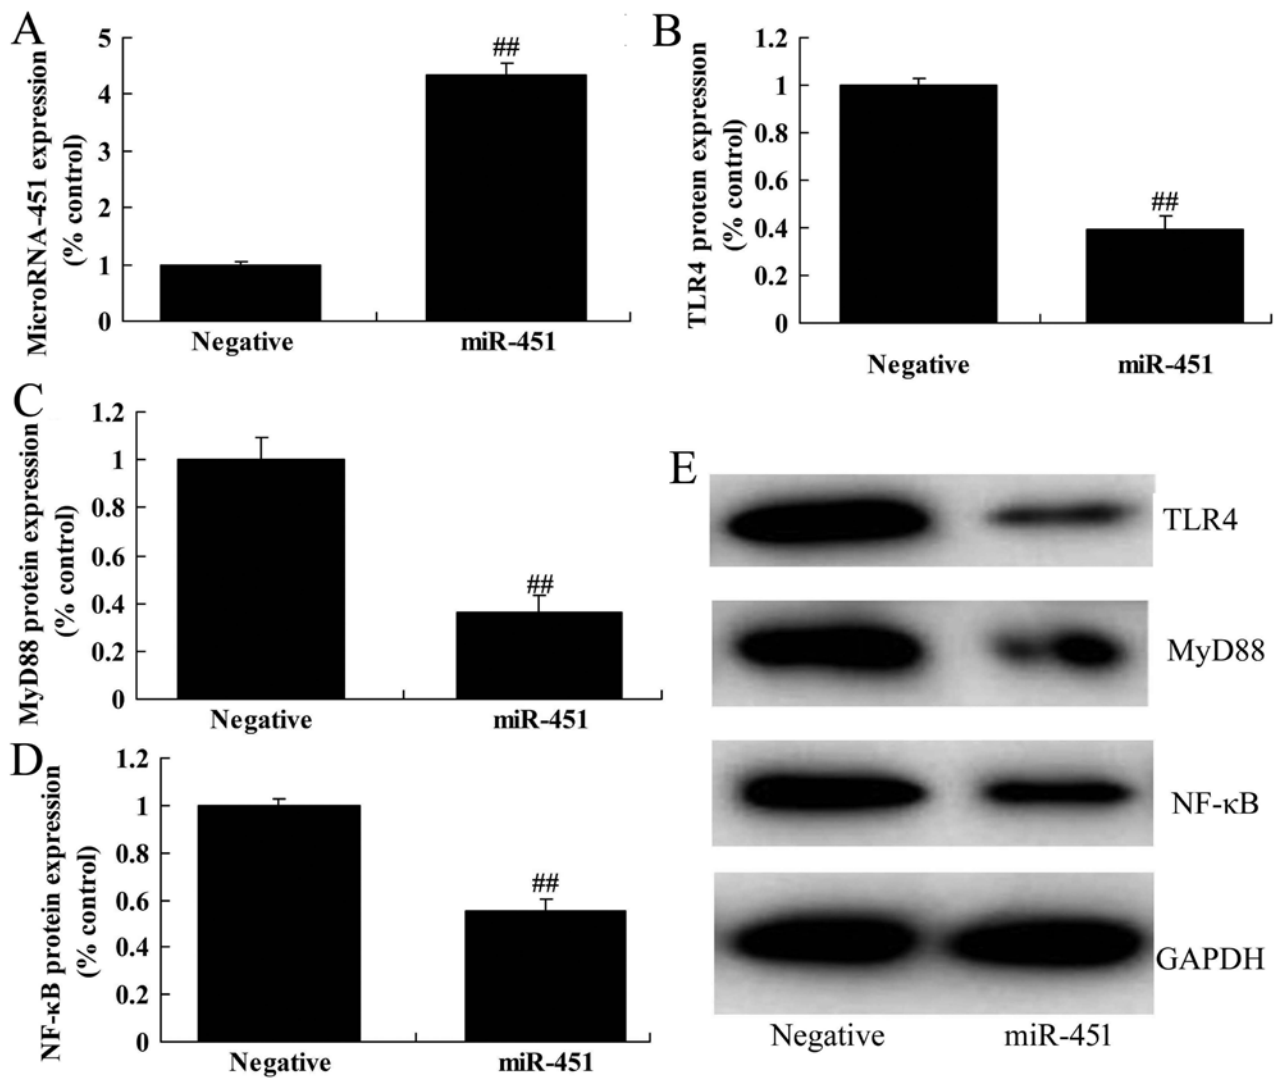 A
MicroRNA-451 expression
(% control)
5
4
3
2
1
0
##
Negative
miR-451
B
TLR4 protein expression
(% control)
1.2
1
0.8
0.6
0.4
0.2
0
##
Negative
miR-451
C
MyD88 protein expression
(% control)
1.2
1
0.8
0.6
0.4
0.2
0
##
Negative
miR-451
D
NF-κB protein expression
(% control)
1.2
1
0.8
0.6
0.4
0.2
0
##
Negative
miR-451
E
TLR4
MyD88
NF-κB
GAPDH
Negative
miR-451